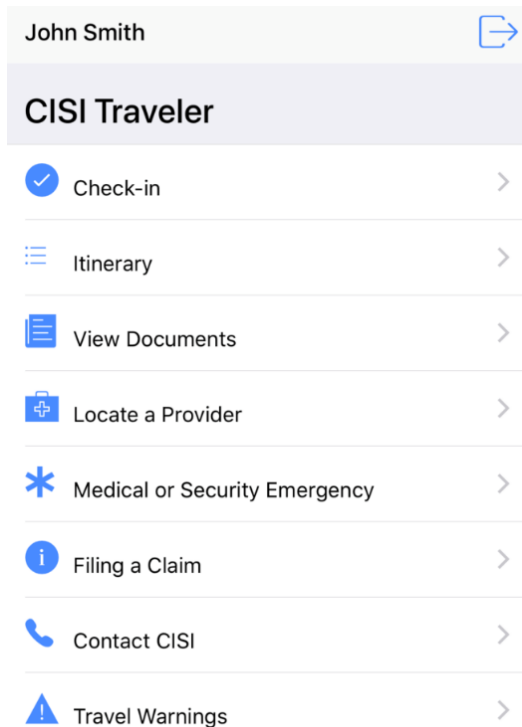 John Smith
CISI Traveler
Check-in
Itinerary
View Documents
Locate a Provider
Medical or Security Emergency
Filing a Claim
Contact CISI
Travel Warnings